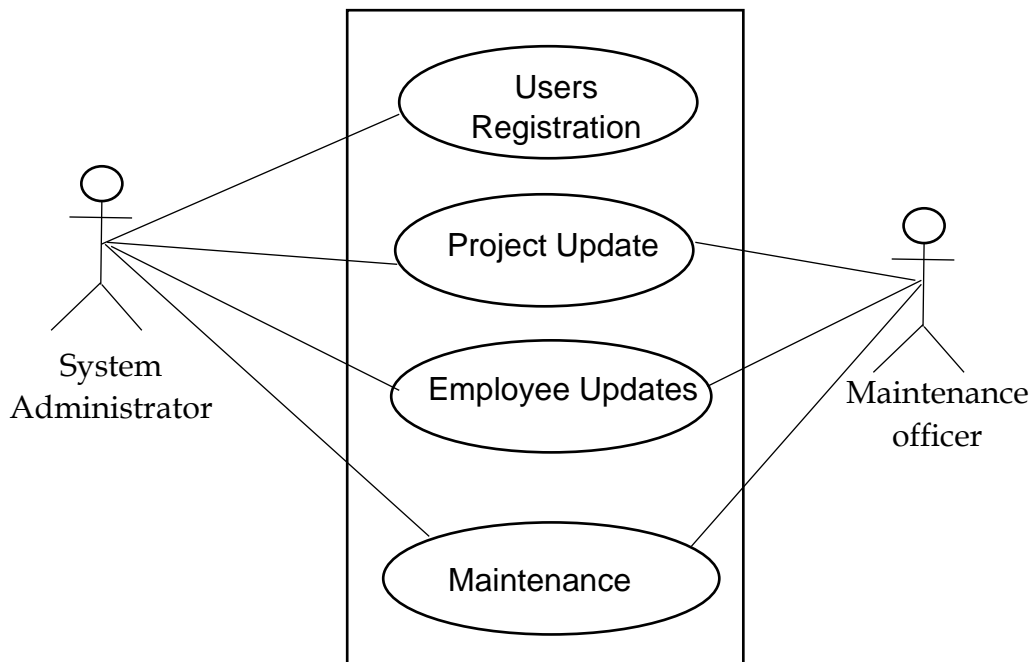 Users
Registration
Project Update
Employee Updates
Maintenance
System
Administrator
Maintenance
officer